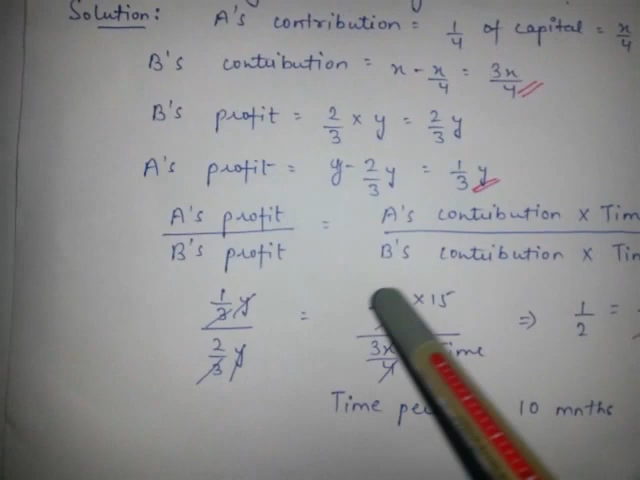 Solution: A's contribution = 1/4 of capital = x/4
B's contribution = x - x/4 = 3x/4
B's profit = 2/3 × y = 2/3 y
A's profit = y - 2/3 y = 1/3 y
A's profit / B's profit = A's contribution × Tim / B's contribution × Tim
1/3 y / 2/3 y = × 15 / 3x/4 ime ⇒ 1/2 =
Time pe 10 mnths